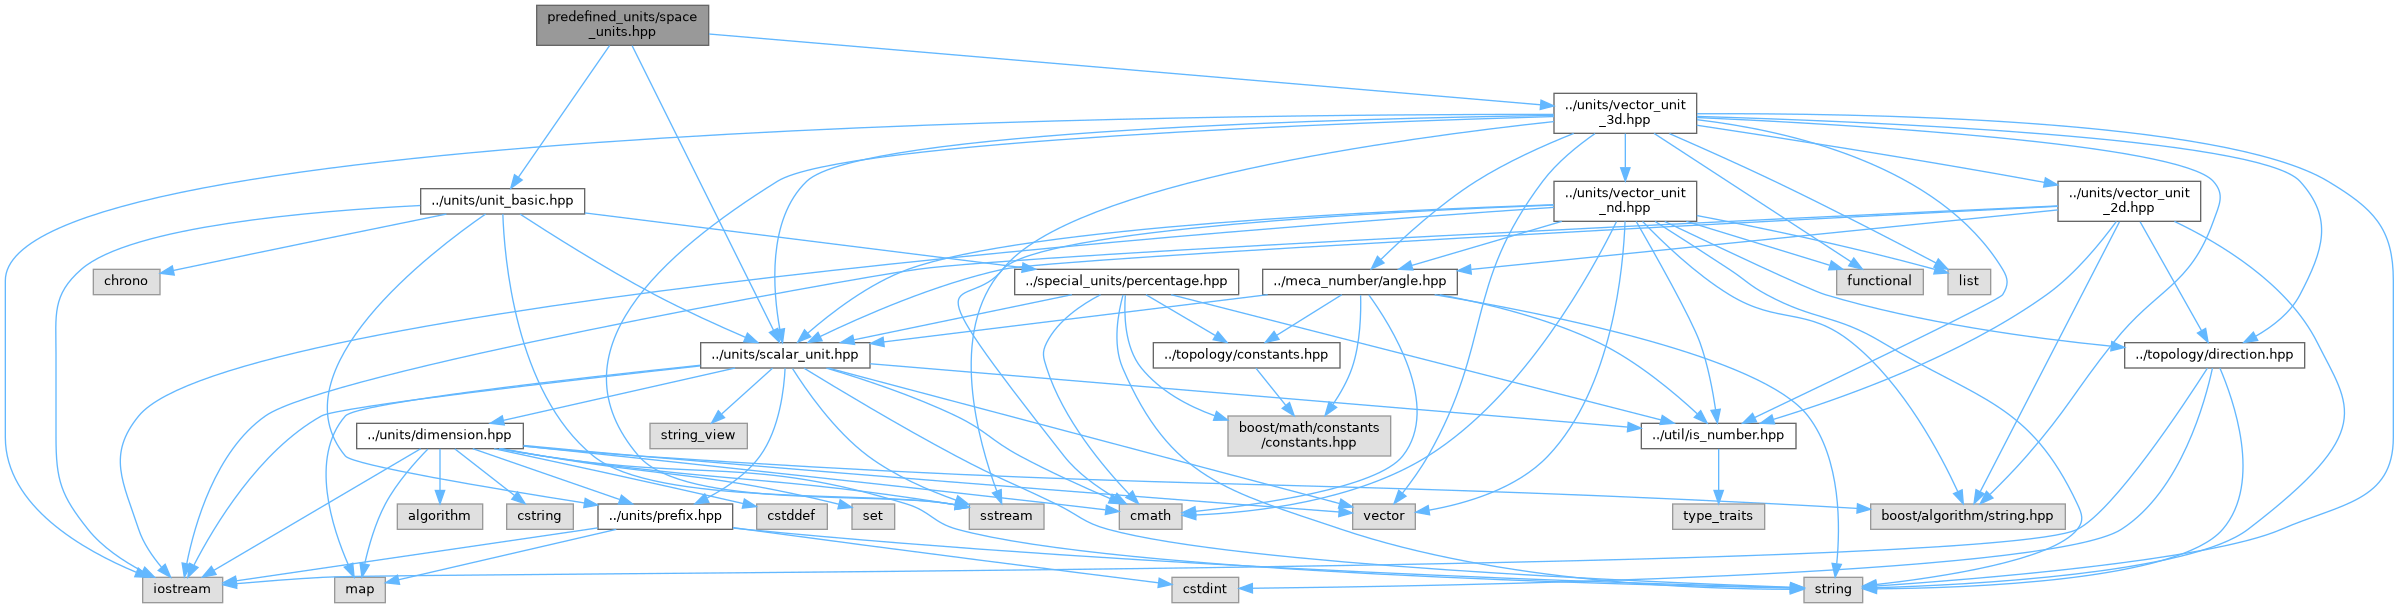 predefined_units/space
_units.hpp
../units/vector_unit
_3d.hpp
../units/unit_basic.hpp
../units/vector_unit
_nd.hpp
../units/vector_unit
_2d.hpp
chrono
../special_units/percentage.hpp
../meca_number/angle.hpp
functional
list
../units/scalar_unit.hpp
../topology/constants.hpp
../topology/direction.hpp
../units/dimension.hpp
string_view
boost/math/constants
/constants.hpp
../util/is_number.hpp
algorithm
cstring
../units/prefix.hpp
cstddef
set
sstream
cmath
vector
type_traits
boost/algorithm/string.hpp
iostream
map
cstdint
string